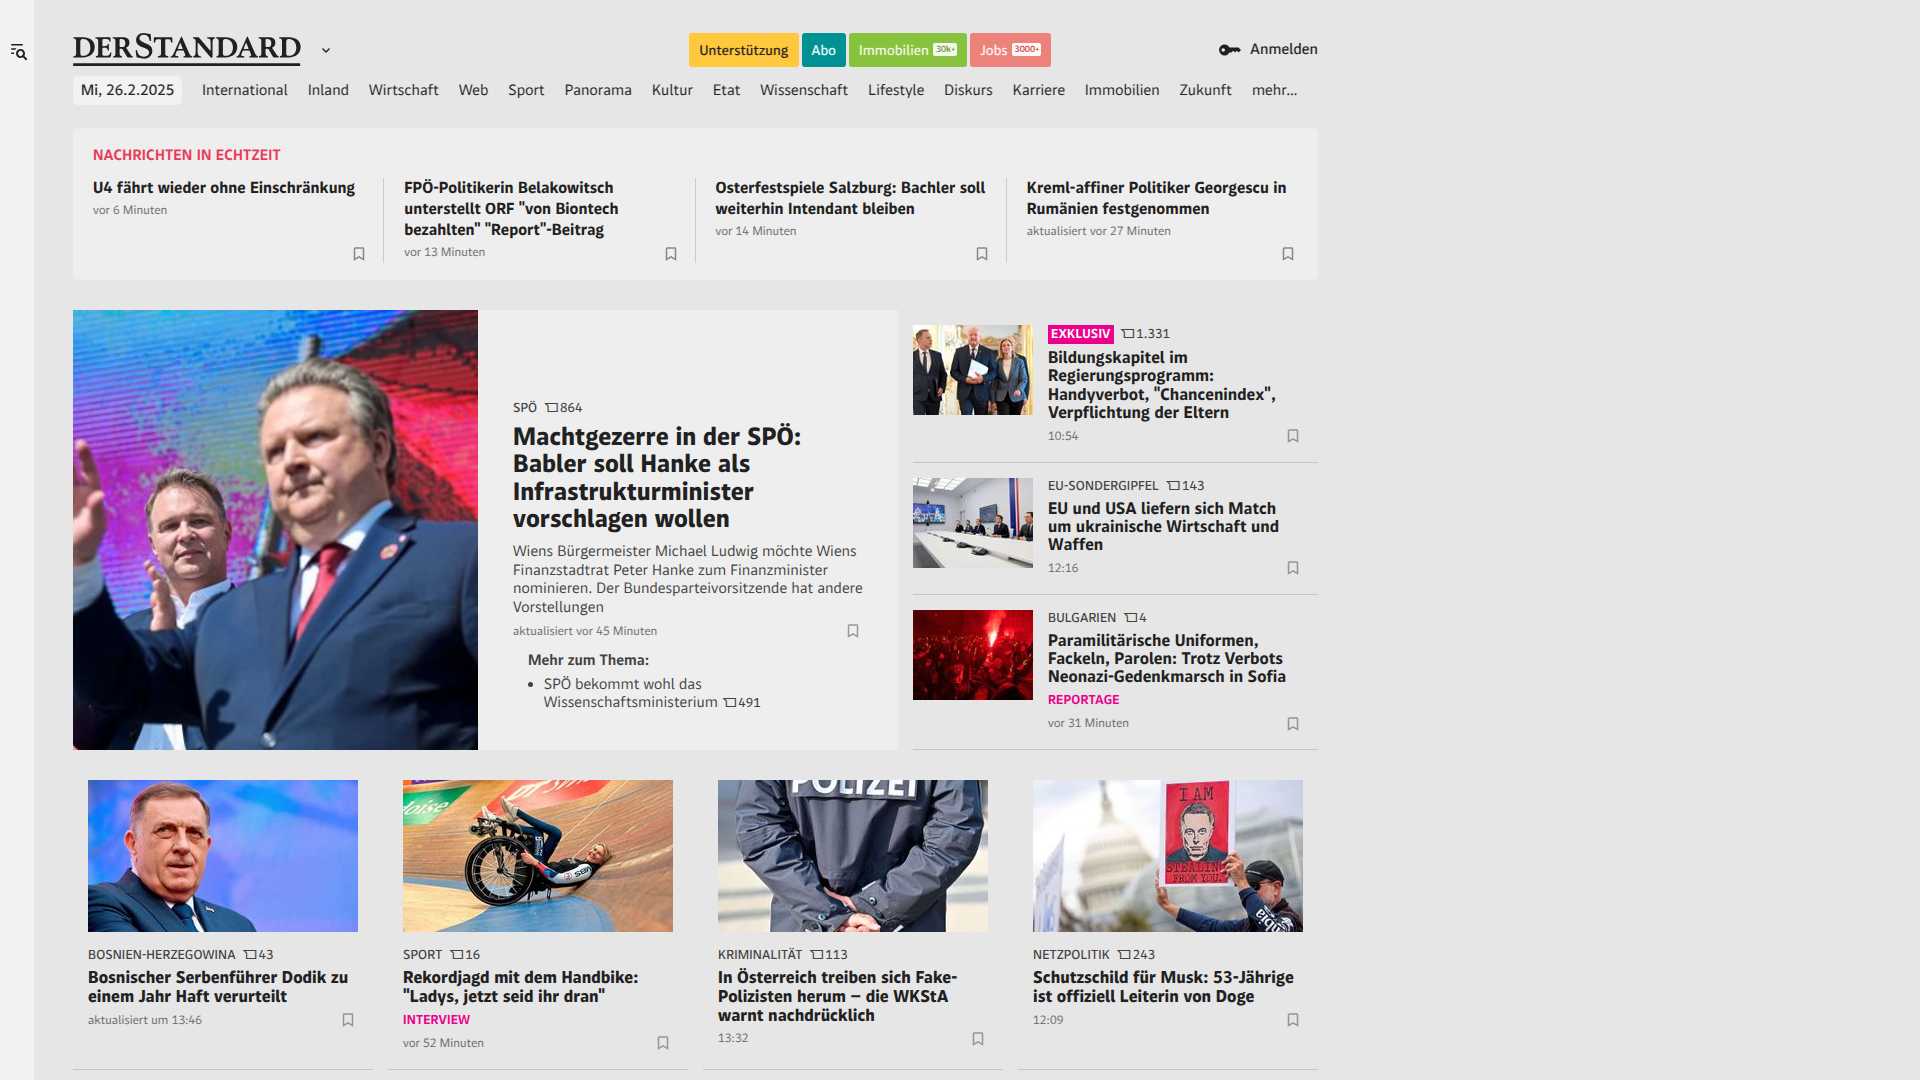 DERSTANDARD
Unterstützung
Abo
Immobilien 30k+
Jobs 3000+
Anmelden
Mi, 26.2.2025
International
Inland
Wirtschaft
Web
Sport
Panorama
Kultur
Etat
Wissenschaft
Lifestyle
Diskurs
Karriere
Immobilien
Zukunft
mehr...
NACHRICHTEN IN ECHTZEIT
U4 fährt wieder ohne Einschränkung
vor 6 Minuten
FPÖ-Politikerin Belakowitsch
unterstellt ORF "von Biontech
bezahlten" "Report"-Beitrag
vor 13 Minuten
Osterfestspiele Salzburg: Bachler soll
weiterhin Intendant bleiben
vor 14 Minuten
Kreml-affiner Politiker Georgescu in
Rumänien festgenommen
aktualisiert vor 27 Minuten
SPÖ 864
Machtgezerre in der SPÖ:
Babler soll Hanke als
Infrastrukturminister
vorschlagen wollen
Wiens Bürgermeister Michael Ludwig möchte Wiens
Finanzstadtrat Peter Hanke zum Finanzminister
nominieren. Der Bundesparteivorsitzende hat andere
Vorstellungen
aktualisiert vor 45 Minuten
Mehr zum Thema:
• SPÖ bekommt wohl das
Wissenschaftsministerium 491
EXKLUSIV 1.331
Bildungskapitel im
Regierungsprogramm:
Handyverbot, "Chancenindex",
Verpflichtung der Eltern
10:54
EU-SONDERGIPFEL 143
EU und USA liefern sich Match
um ukrainische Wirtschaft und
Waffen
12:16
BULGARIEN 4
Paramilitärische Uniformen,
Fackeln, Parolen: Trotz Verbots
Neonazi-Gedenkmarsch in Sofia
REPORTAGE
vor 31 Minuten
BOSNIEN-HERZEGOWINA 43
Bosnischer Serbenführer Dodik zu
einem Jahr Haft verurteilt
aktualisiert um 13:46
SPORT 16
Rekordjagd mit dem Handbike:
"Ladys, jetzt seid ihr dran"
INTERVIEW
vor 52 Minuten
POLIZEI
KRIMINALITÄT 113
In Österreich treiben sich Fake-
Polizisten herum – die WKStA
warnt nachdrücklich
13:32
I AM
STEALING
FROM YOU.
NETZPOLITIK 243
Schutzschild für Musk: 53-Jährige
ist offiziell Leiterin von Doge
12:09